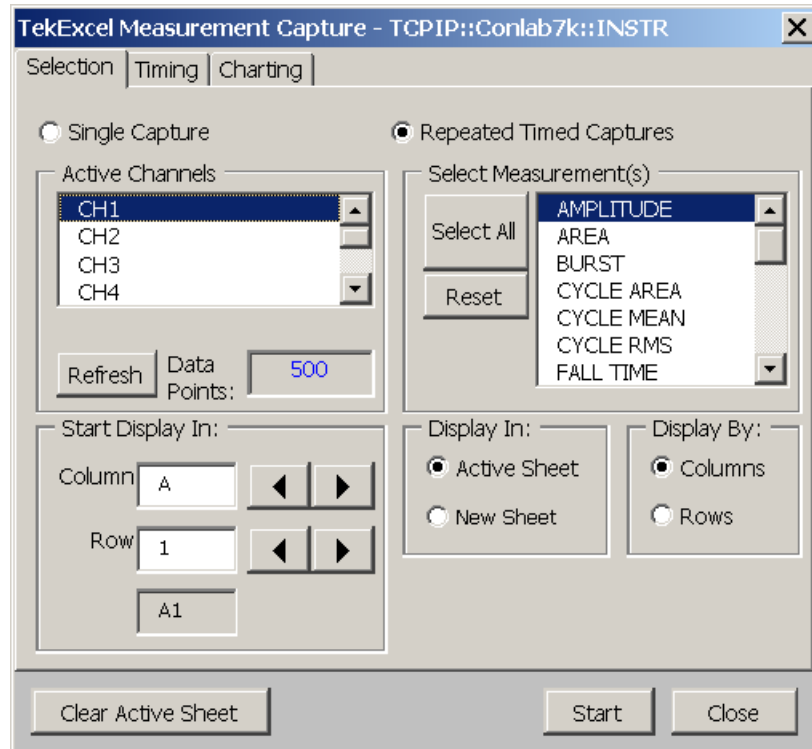 TekExcel Measurement Capture - TCPIP::Conlab7k::INSTR
Selection Timing Charting
Single Capture
Repeated Timed Captures
Active Channels
CH1
CH2
CH3
CH4
Refresh
Data Points:
500
Select Measurement(s)
Select All
Reset
AMPLITUDE
AREA
BURST
CYCLE AREA
CYCLE MEAN
CYCLE RMS
FALL TIME
Start Display In:
Column A
Row 1
A1
Display In:
Active Sheet
New Sheet
Display By:
Columns
Rows
Clear Active Sheet
Start
Close